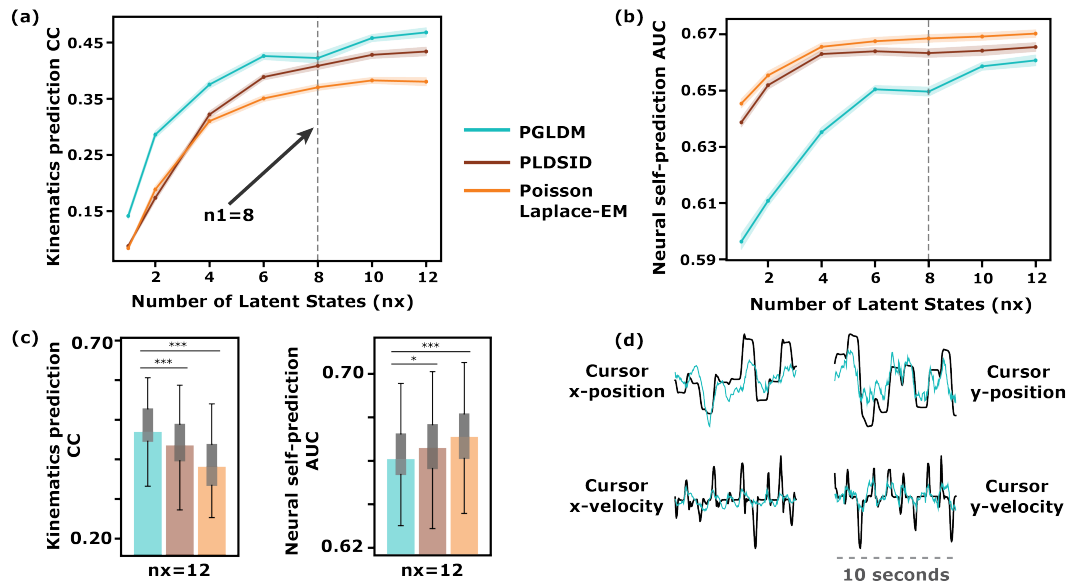 (a)
Kinematics prediction CC
0.45
0.35
0.25
0.15
n1=8
2 4 6 8 10 12
Number of Latent States (nx)
PGLDM
PLDSID
Poisson
Laplace-EM
(b)
Neural self-prediction AUC
0.67
0.65
0.63
0.61
0.59
2 4 6 8 10 12
Number of Latent States (nx)
(c)
Kinematics prediction
CC
0.70
0.20
***
***
nx=12
Neural self-prediction
AUC
0.70
0.62
***
*
nx=12
(d)
Cursor
x-position
Cursor
y-position
Cursor
x-velocity
Cursor
y-velocity
10 seconds